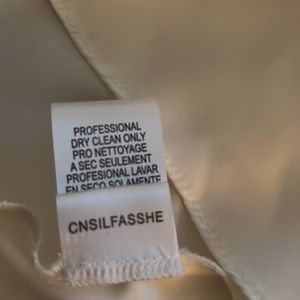 PROFESSIONAL
DRY CLEAN ONLY
PRO NETTOYAGE
A SEC SEULEMENT
PROFESIONAL LAVAR
EN SECO SOLAMENTE
CNSILFASSHE